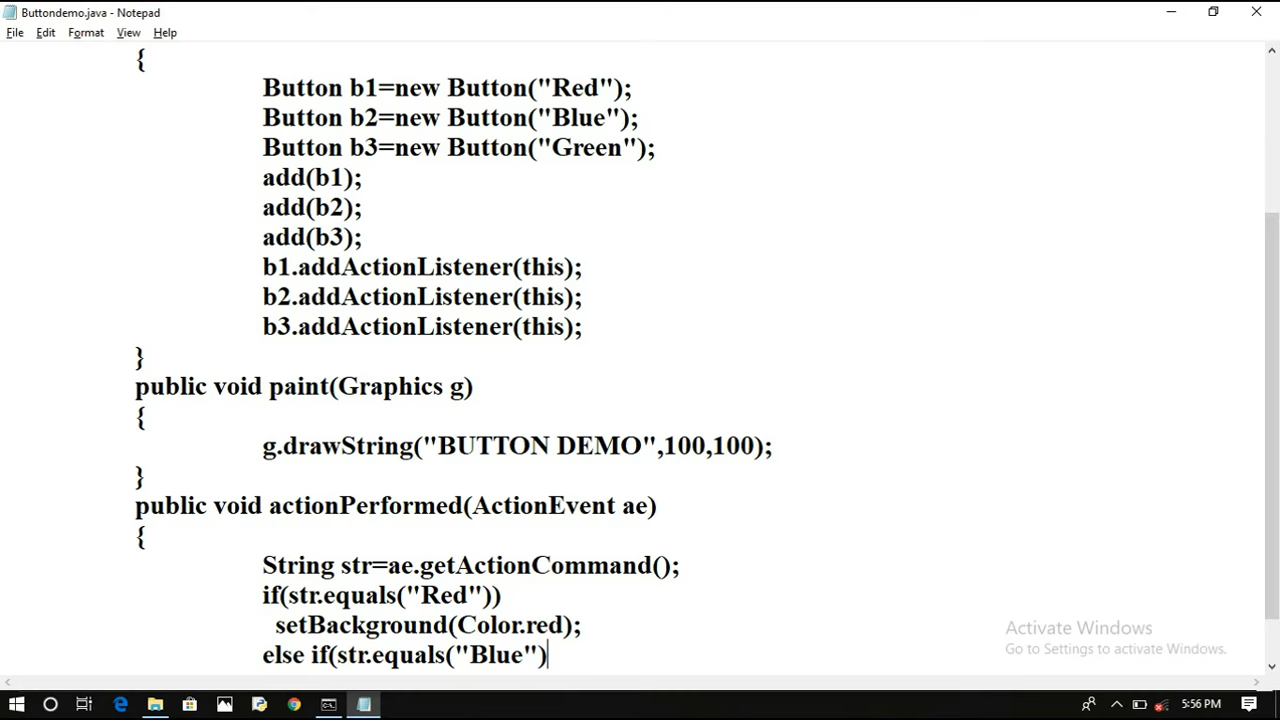 Buttondemo.java - Notepad
File Edit Format View Help
{
Button b1=new Button("Red");
Button b2=new Button("Blue");
Button b3=new Button("Green");
add(b1);
add(b2);
add(b3);
b1.addActionListener(this);
b2.addActionListener(this);
b3.addActionListener(this);
}
public void paint(Graphics g)
{
g.drawString("BUTTON DEMO",100,100);
}
public void actionPerformed(ActionEvent ae)
{
String str=ae.getActionCommand();
if(str.equals("Red"))
setBackground(Color.red);
else if(str.equals("Blue")
Activate Windows
Go to Settings to activate Windows.
5:56 PM